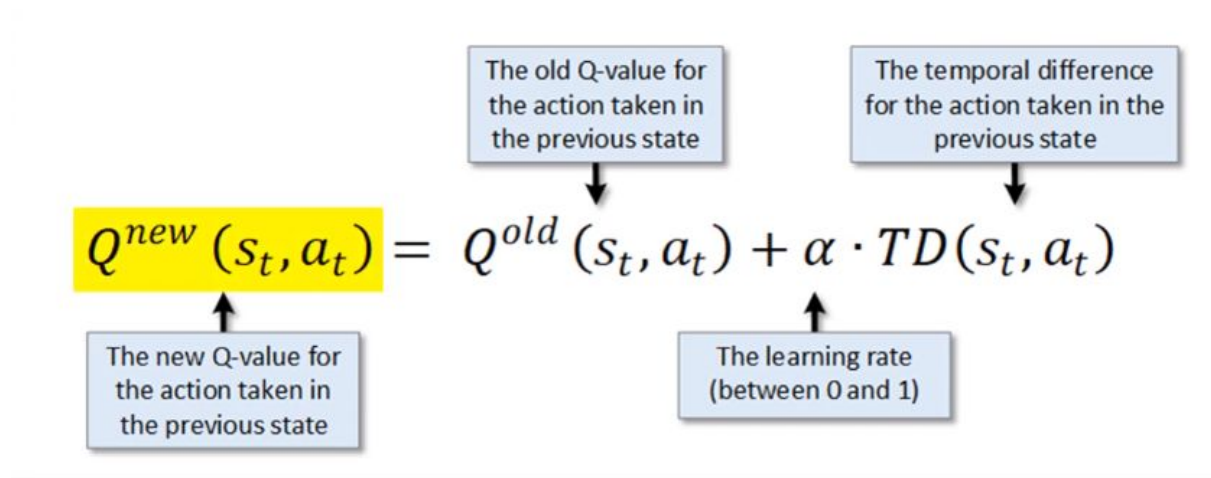 The old Q-value for
the action taken in
the previous state
The temporal difference
for the action taken in the
previous state
Q^{new} (s_t, a_t) = Q^{old} (s_t, a_t) + α · TD(s_t, a_t)
The new Q-value for
the action taken in
the previous state
The learning rate
(between 0 and 1)